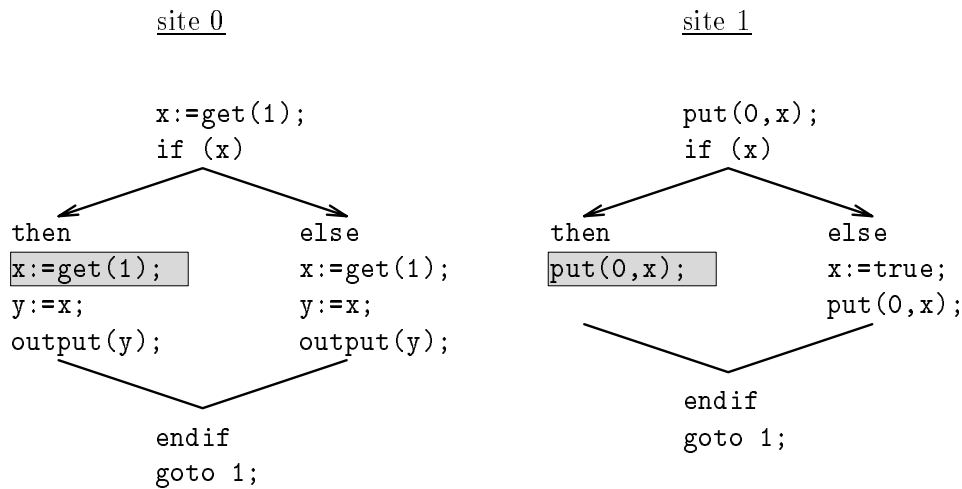 site 0
x:=get(1);
if (x)
then
x:=get(1);
y:=x;
output(y);
else
x:=get(1);
y:=x;
output(y);
endif
goto 1;
site 1
put(0,x);
if (x)
then
put(0,x);
else
x:=true;
put(0,x);
endif
goto 1;